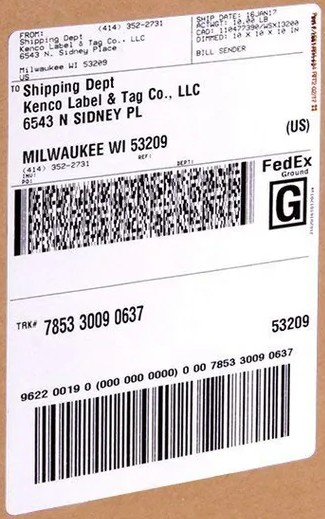 FROM: (414) 352-2731
Shipping Dept
Kenco Label & Tag Co., LLC
6543 N. Sidney Place
Milwaukee WI 53209
US
SHIP DATE: 16JAN17
ACTWGT: 10.00 LB
CAD: 110477390/WSXI3200
DIMMED: 10 X 10 X 10 IN
BILL SENDER
TO Shipping Dept
Kenco Label & Tag Co., LLC
6543 N SIDNEY PL
(US)
MILWAUKEE WI 53209
(414) 352-2731 REF:
INV:
PO: DEPT:
FedEx
Ground
G
TRK# 7853 3009 0637
53209
9622 0019 0 (000 000 0000) 0 00 7853 3009 0637